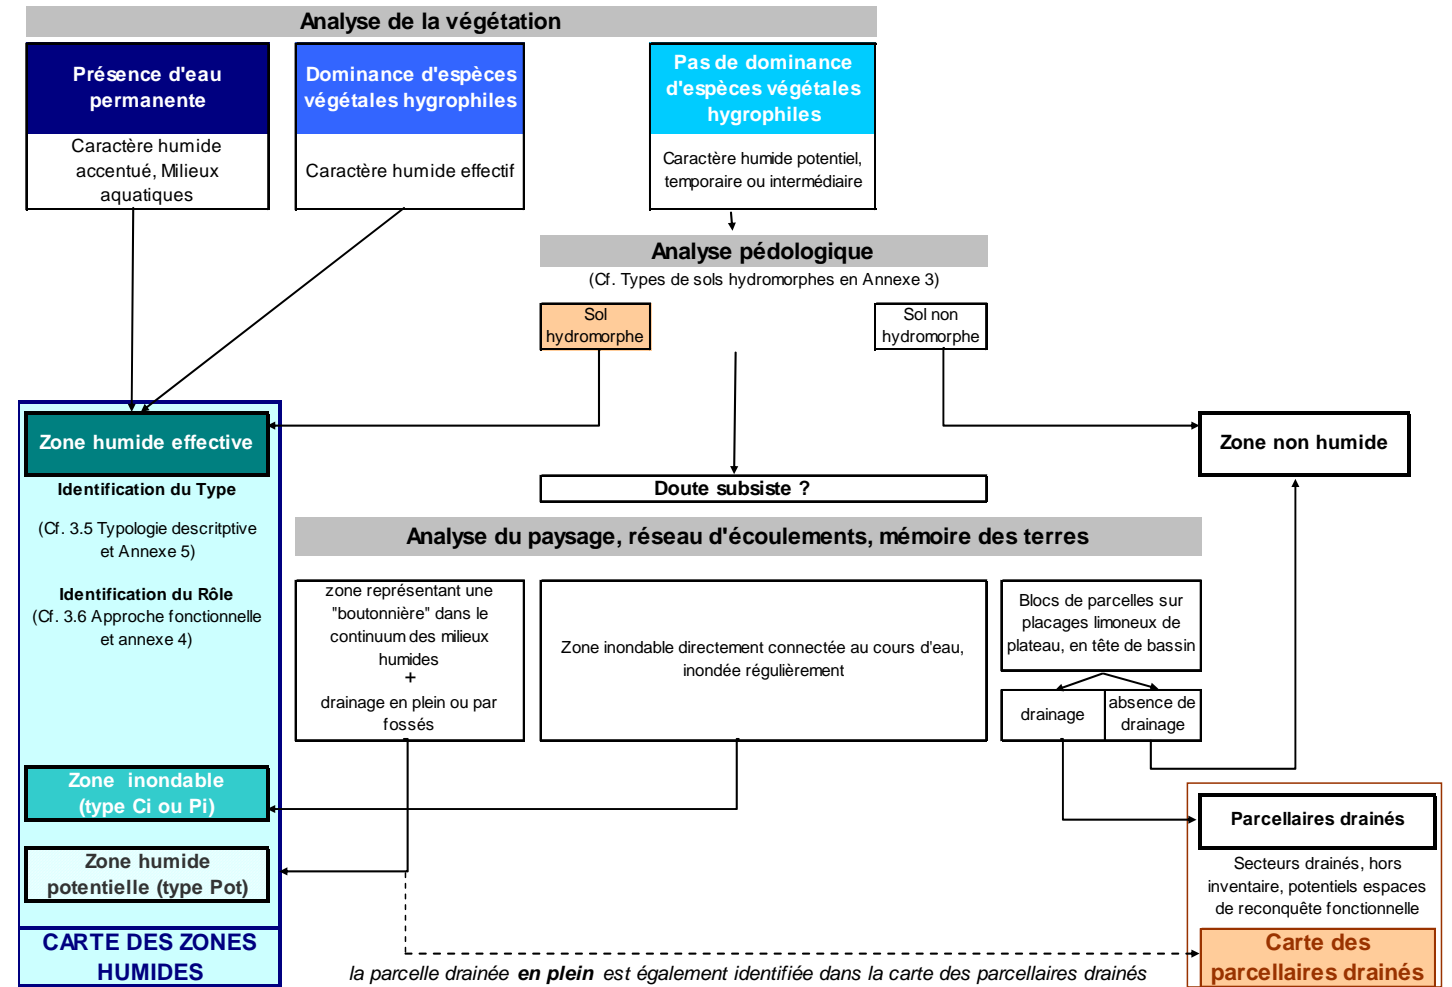 Analyse de la végétation
Présence d'eau
permanente
Dominance d'espèces
végétales hygrophiles
Pas de dominance
d'espèces végétales
hygrophiles
Caractère humide
accentué, Milieux
aquatiques
Caractère humide effectif
Caractère humide potentiel,
temporaire ou intermédiaire
Analyse pédologique
(Cf. Types de sols hydromorphes en Annexe 3)
Sol
hydromorphe
Sol non
hydromorphe
Zone humide effective
Zone non humide
Identification du Type
(Cf. 3.5 Typologie descritptive
et Annexe 5)
Identification du Rôle
(Cf. 3.6 Approche fonctionnelle
et annexe 4)
Doute subsiste ?
Analyse du paysage, réseau d'écoulements, mémoire des terres
zone représentant une
"boutonnière" dans le
continuum des milieux
humides
+
drainage en plein ou par
fossés
Zone inondable directement connectée au cours d'eau,
inondée régulièrement
Blocs de parcelles sur
placages limoneux de
plateau, en tête de bassin
drainage
absence de
drainage
Zone inondable
(type Ci ou Pi)
Zone humide
potentielle (type Pot)
CARTE DES ZONES
HUMIDES
Parcellaires drainés
Secteurs drainés, hors
inventaire, potentiels espaces
de reconquête fonctionnelle
Carte des
parcellaires drainés
la parcelle drainée en plein est également identifiée dans la carte des parcellaires drainés